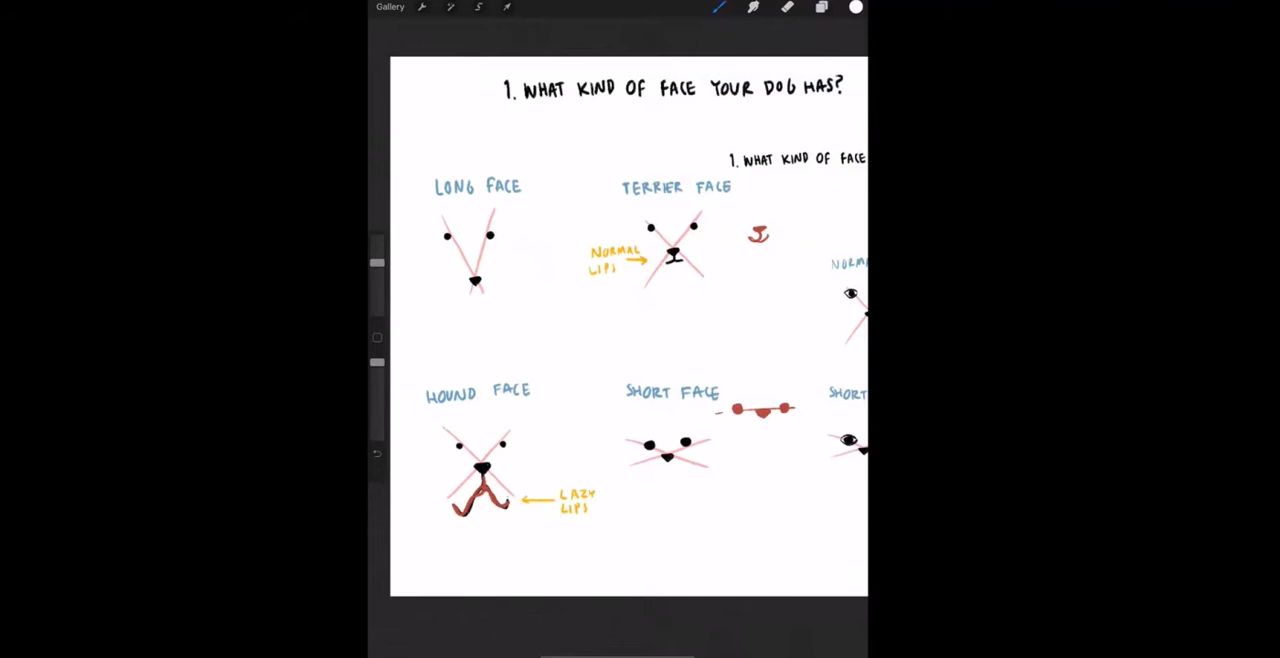 Gallery
1. WHAT KIND OF FACE YOUR DOG HAS?
1. WHAT KIND OF FACE
LONG FACE
TERRIER FACE
NORMAL
LIPS
NORMA
HOUND FACE
SHORT FACE
SHORT
LAZY
LIPS